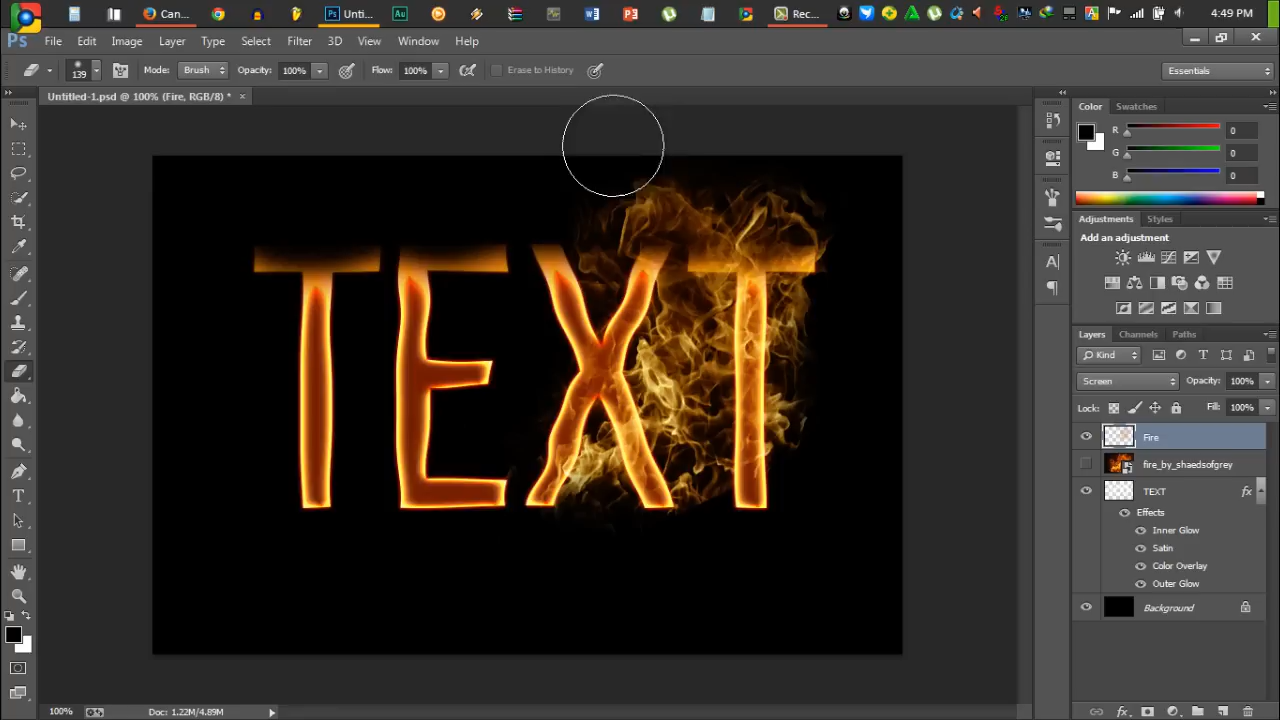 Can...
Unti...
Rec...
4:49 PM
Ps File Edit Image Layer Type Select Filter 3D View Window Help
139 Mode: Brush Opacity: 100% Flow: 100% Erase to History Essentials
Untitled-1.psd @ 100% (Fire, RGB/8) * ×
Color Swatches
R 0
G 0
B 0
Adjustments Styles
Add an adjustment
Layers Channels Paths
Kind
Screen Opacity: 100%
Lock: Fill: 100%
Fire
fire_by_shaedsofgrey
TEXT fx
Effects
Inner Glow
Satin
Color Overlay
Outer Glow
Background
TEXT
100% Doc: 1.22M/4.89M